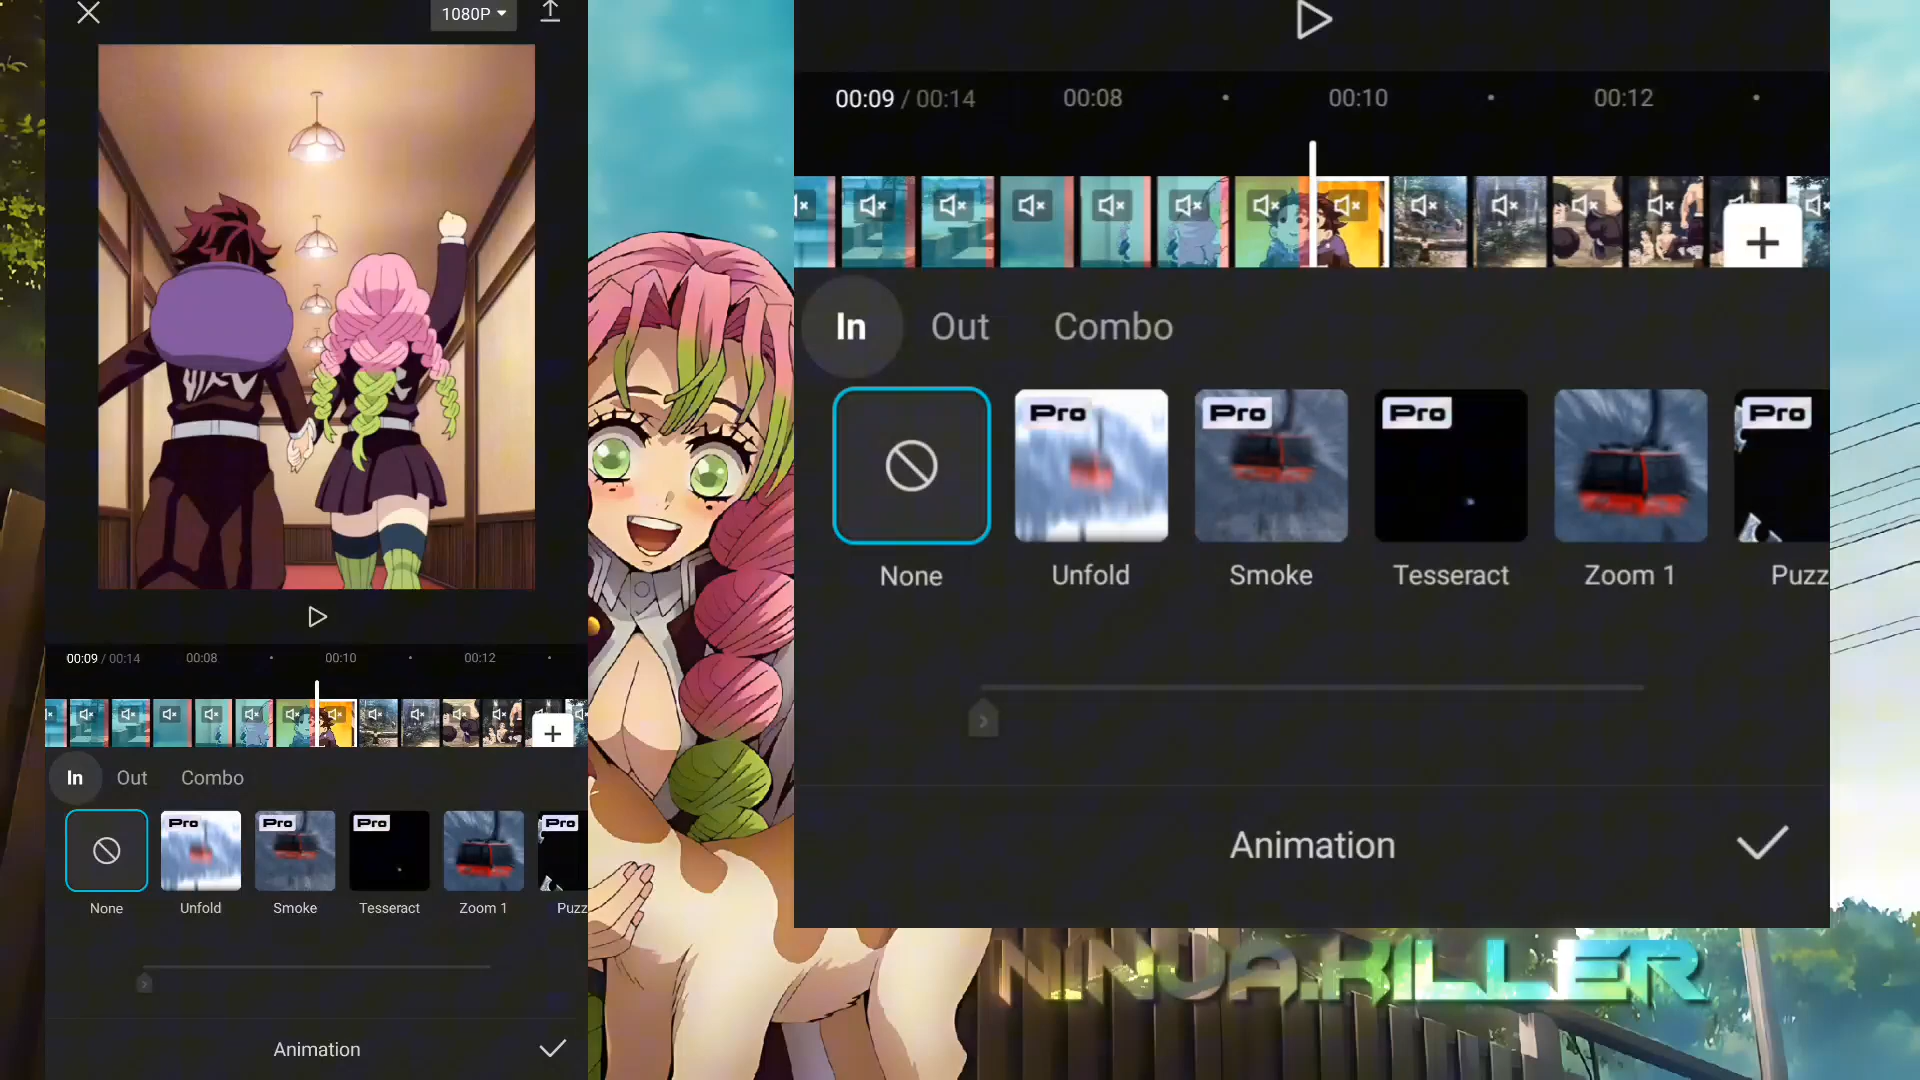 1080P
00:09 / 00:14
00:08
00:10
00:12
In
Out
Combo
Pro
Pro
Pro
Pro
None
Unfold
Smoke
Tesseract
Zoom 1
Puzz
Animation
00:09 / 00:14
00:08
00:10
00:12
In
Out
Combo
Pro
Pro
Pro
Pro
None
Unfold
Smoke
Tesseract
Zoom 1
Puzz
Animation
NINJA.KILLER